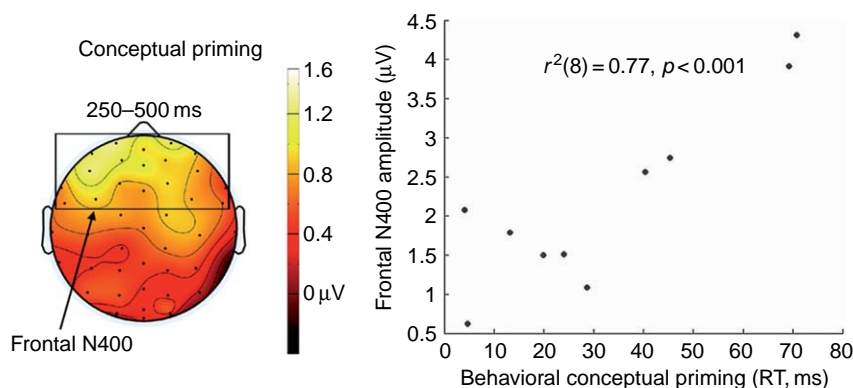 Conceptual priming
250–500 ms
1.6
1.2
0.8
0.4
0 μV
Frontal N400
Frontal N400 amplitude (μV)
4.5
4
3.5
3
2.5
2
1.5
1
0.5
r²(8) = 0.77, p < 0.001
0 10 20 30 40 50 60 70 80
Behavioral conceptual priming (RT, ms)